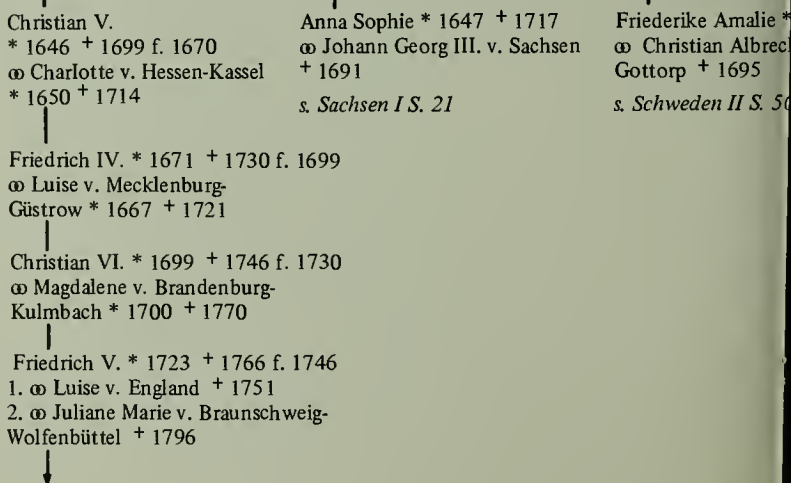 Christian V.
* 1646 + 1699 f. 1670
⚭ Charlotte v. Hessen-Kassel
* 1650 + 1714
Anna Sophie * 1647 + 1717
⚭ Johann Georg III. v. Sachsen
+ 1691
s. Sachsen I S. 21
Friederike Amalie *
⚭ Christian
Gottorp + 1695
s. Schweden II S.
Friedrich IV. * 1671 + 1730 f. 1699
⚭ Luise v. Mecklenburg-
Güstrow * 1667 + 1721
Christian VI. * 1699 + 1746 f. 1730
⚭ Magdalene v. Brandenburg-
Kulmbach * 1700 + 1770
Friedrich V. * 1723 + 1766 f. 1746
1. ⚭ Luise v. England + 1751
2. ⚭ Juliane Marie v. Braunschweig-
Wolfenbüttel + 1796